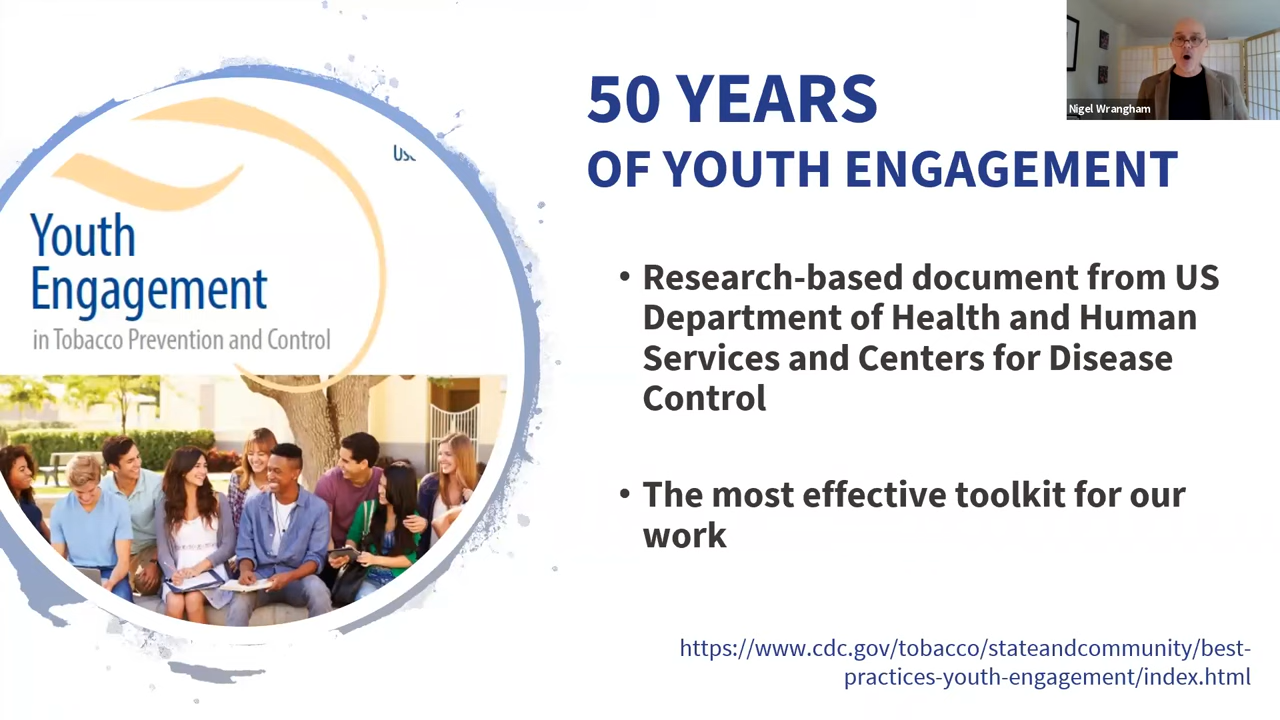 50 YEARS
OF YOUTH ENGAGEMENT
Nigel Wrangham
Youth
Engagement
in Tobacco Prevention and Control
• Research-based document from US
Department of Health and Human
Services and Centers for Disease
Control
• The most effective toolkit for our
work
https://www.cdc.gov/tobacco/stateandcommunity/best-
practices-youth-engagement/index.html